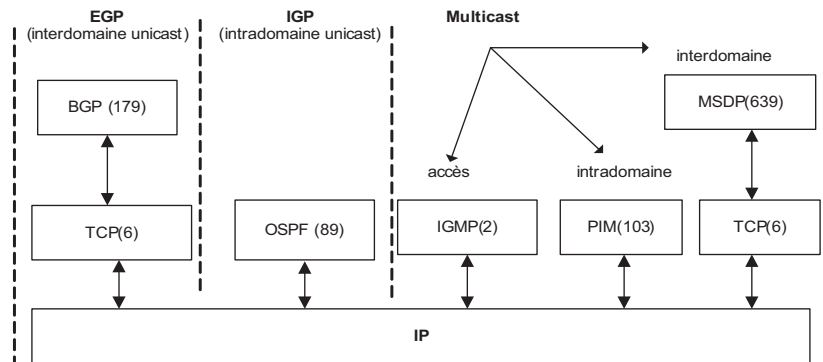 EGP
(interdomaine unicast)
IGP
(intradomaine unicast)
Multicast
interdomaine
BGP (179)
MSDP(639)
accès
intradomaine
TCP(6)
OSPF (89)
IGMP(2)
PIM(103)
TCP(6)
IP